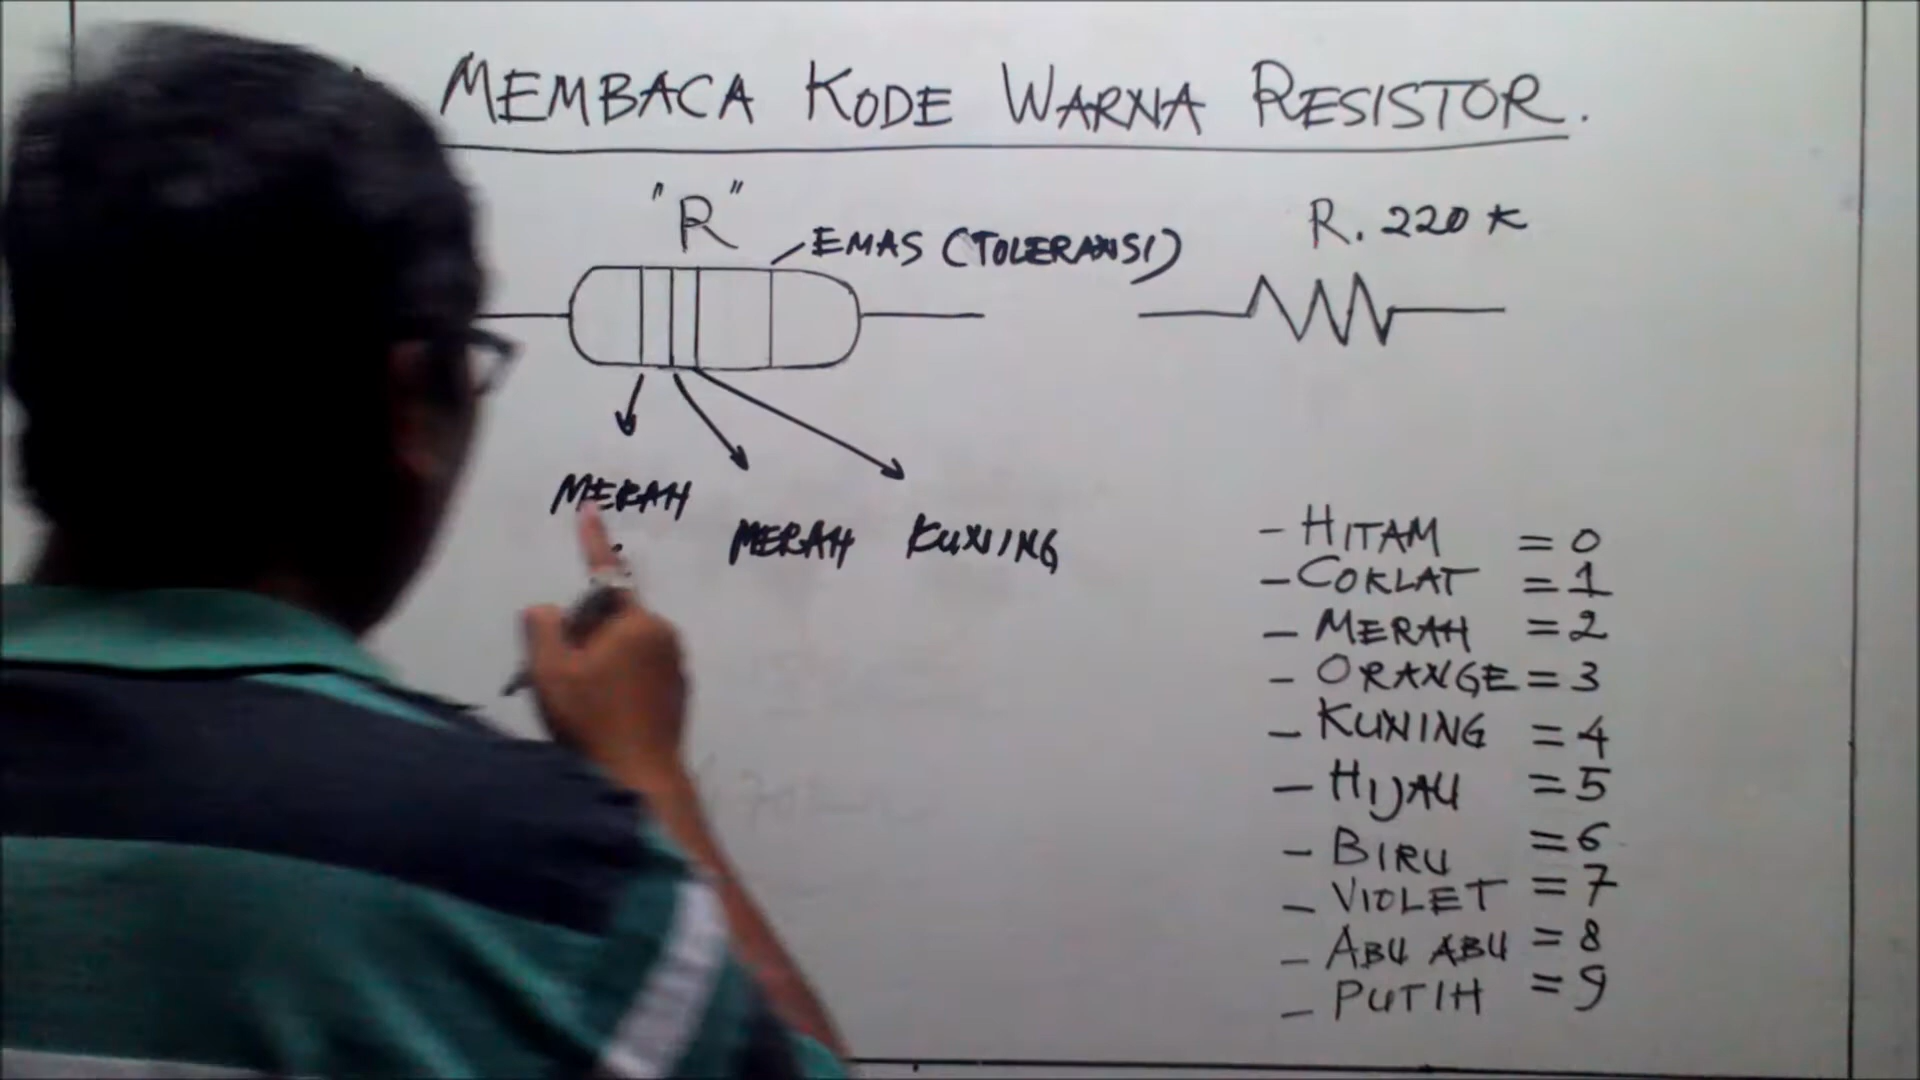 MEMBACA KODE WARNA RESISTOR.
"R"
EMAS (TOLERANSI)
R. 220 K
MERAH
MERAH
KUNING
- HITAM = 0
- COKLAT = 1
- MERAH = 2
- ORANGE = 3
- KUNING = 4
- HIJAU = 5
- BIRU = 6
- VIOLET = 7
- ABU ABU = 8
- PUTIH = 9